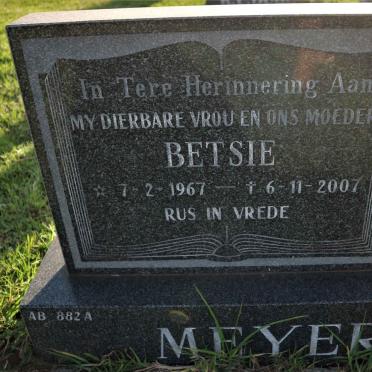 In Tere Herinnering Aan
MY DIERBARE VROU EN ONS MOEDER
BETSIE
☆ 7-2-1967 — ✝ 6-11-2007
RUS IN VREDE
AB 882A
MEYER